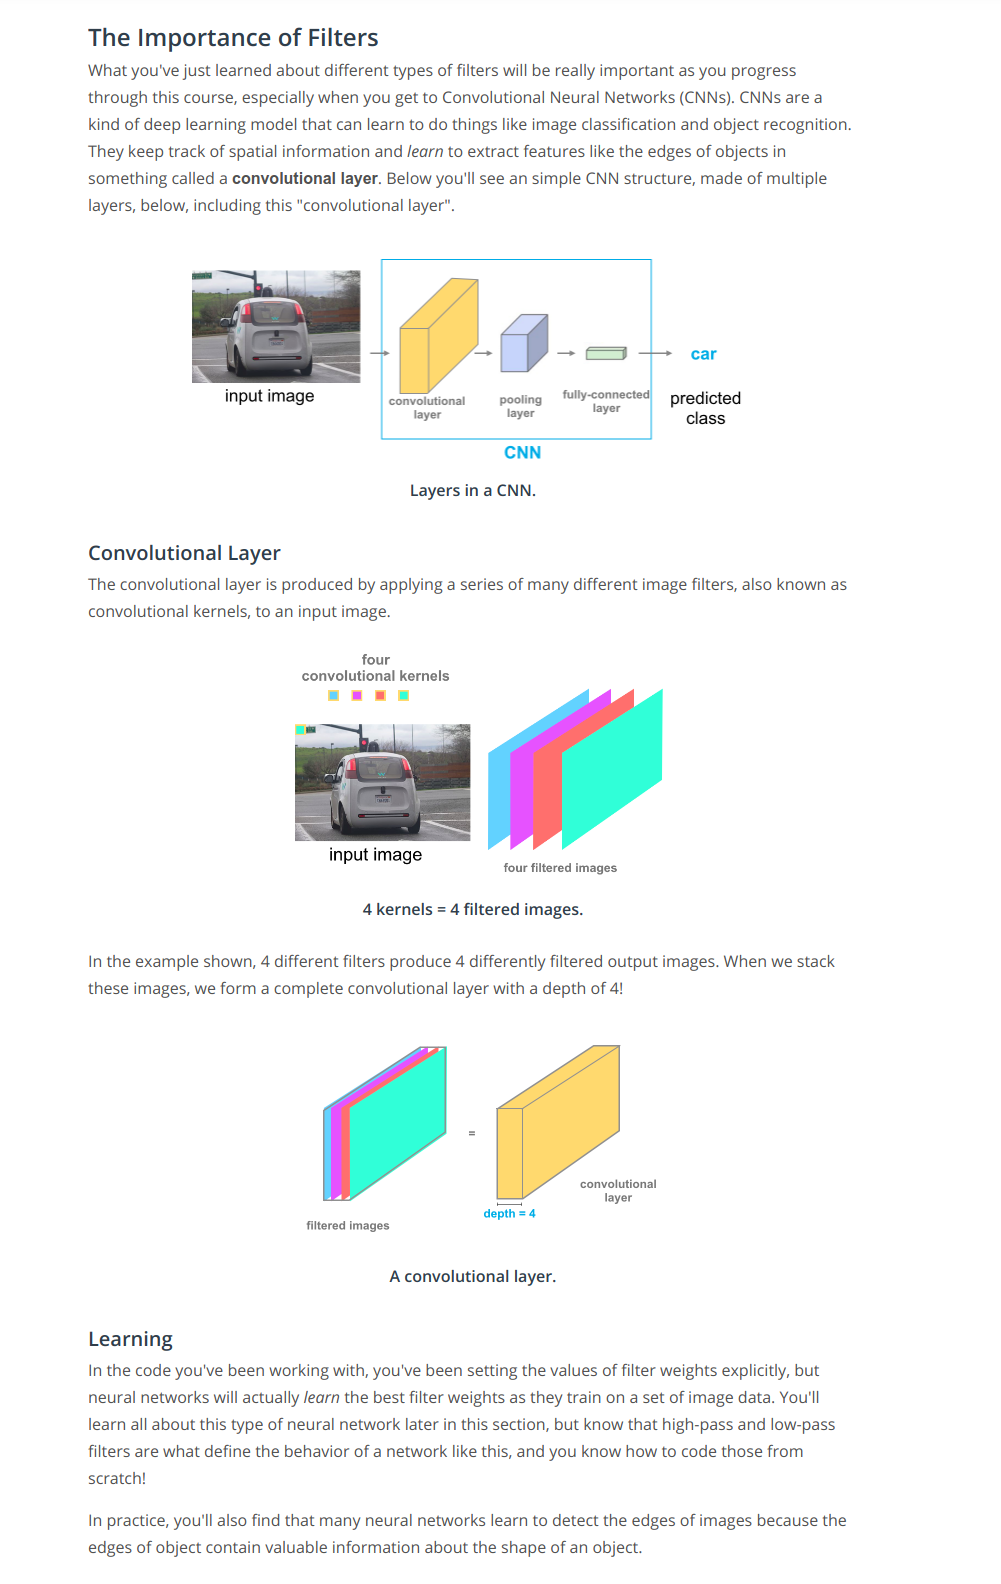 The Importance of Filters
What you've just learned about different types of filters will be really important as you progress
through this course, especially when you get to Convolutional Neural Networks (CNNs). CNNs are a
kind of deep learning model that can learn to do things like image classification and object recognition.
They keep track of spatial information and learn to extract features like the edges of objects in
something called a convolutional layer. Below you'll see an simple CNN structure, made of multiple
layers, below, including this "convolutional layer".
input image
convolutional
layer
pooling
layer
fully-connected
layer
car
predicted
class
CNN
Layers in a CNN.
Convolutional Layer
The convolutional layer is produced by applying a series of many different image filters, also known as
convolutional kernels, to an input image.
four
convolutional kernels
input image
four filtered images
4 kernels = 4 filtered images.
In the example shown, 4 different filters produce 4 differently filtered output images. When we stack
these images, we form a complete convolutional layer with a depth of 4!
=
convolutional
layer
depth = 4
filtered images
A convolutional layer.
Learning
In the code you've been working with, you've been setting the values of filter weights explicitly, but
neural networks will actually learn the best filter weights as they train on a set of image data. You'll
learn all about this type of neural network later in this section, but know that high-pass and low-pass
filters are what define the behavior of a network like this, and you know how to code those from
scratch!
In practice, you'll also find that many neural networks learn to detect the edges of images because the
edges of object contain valuable information about the shape of an object.